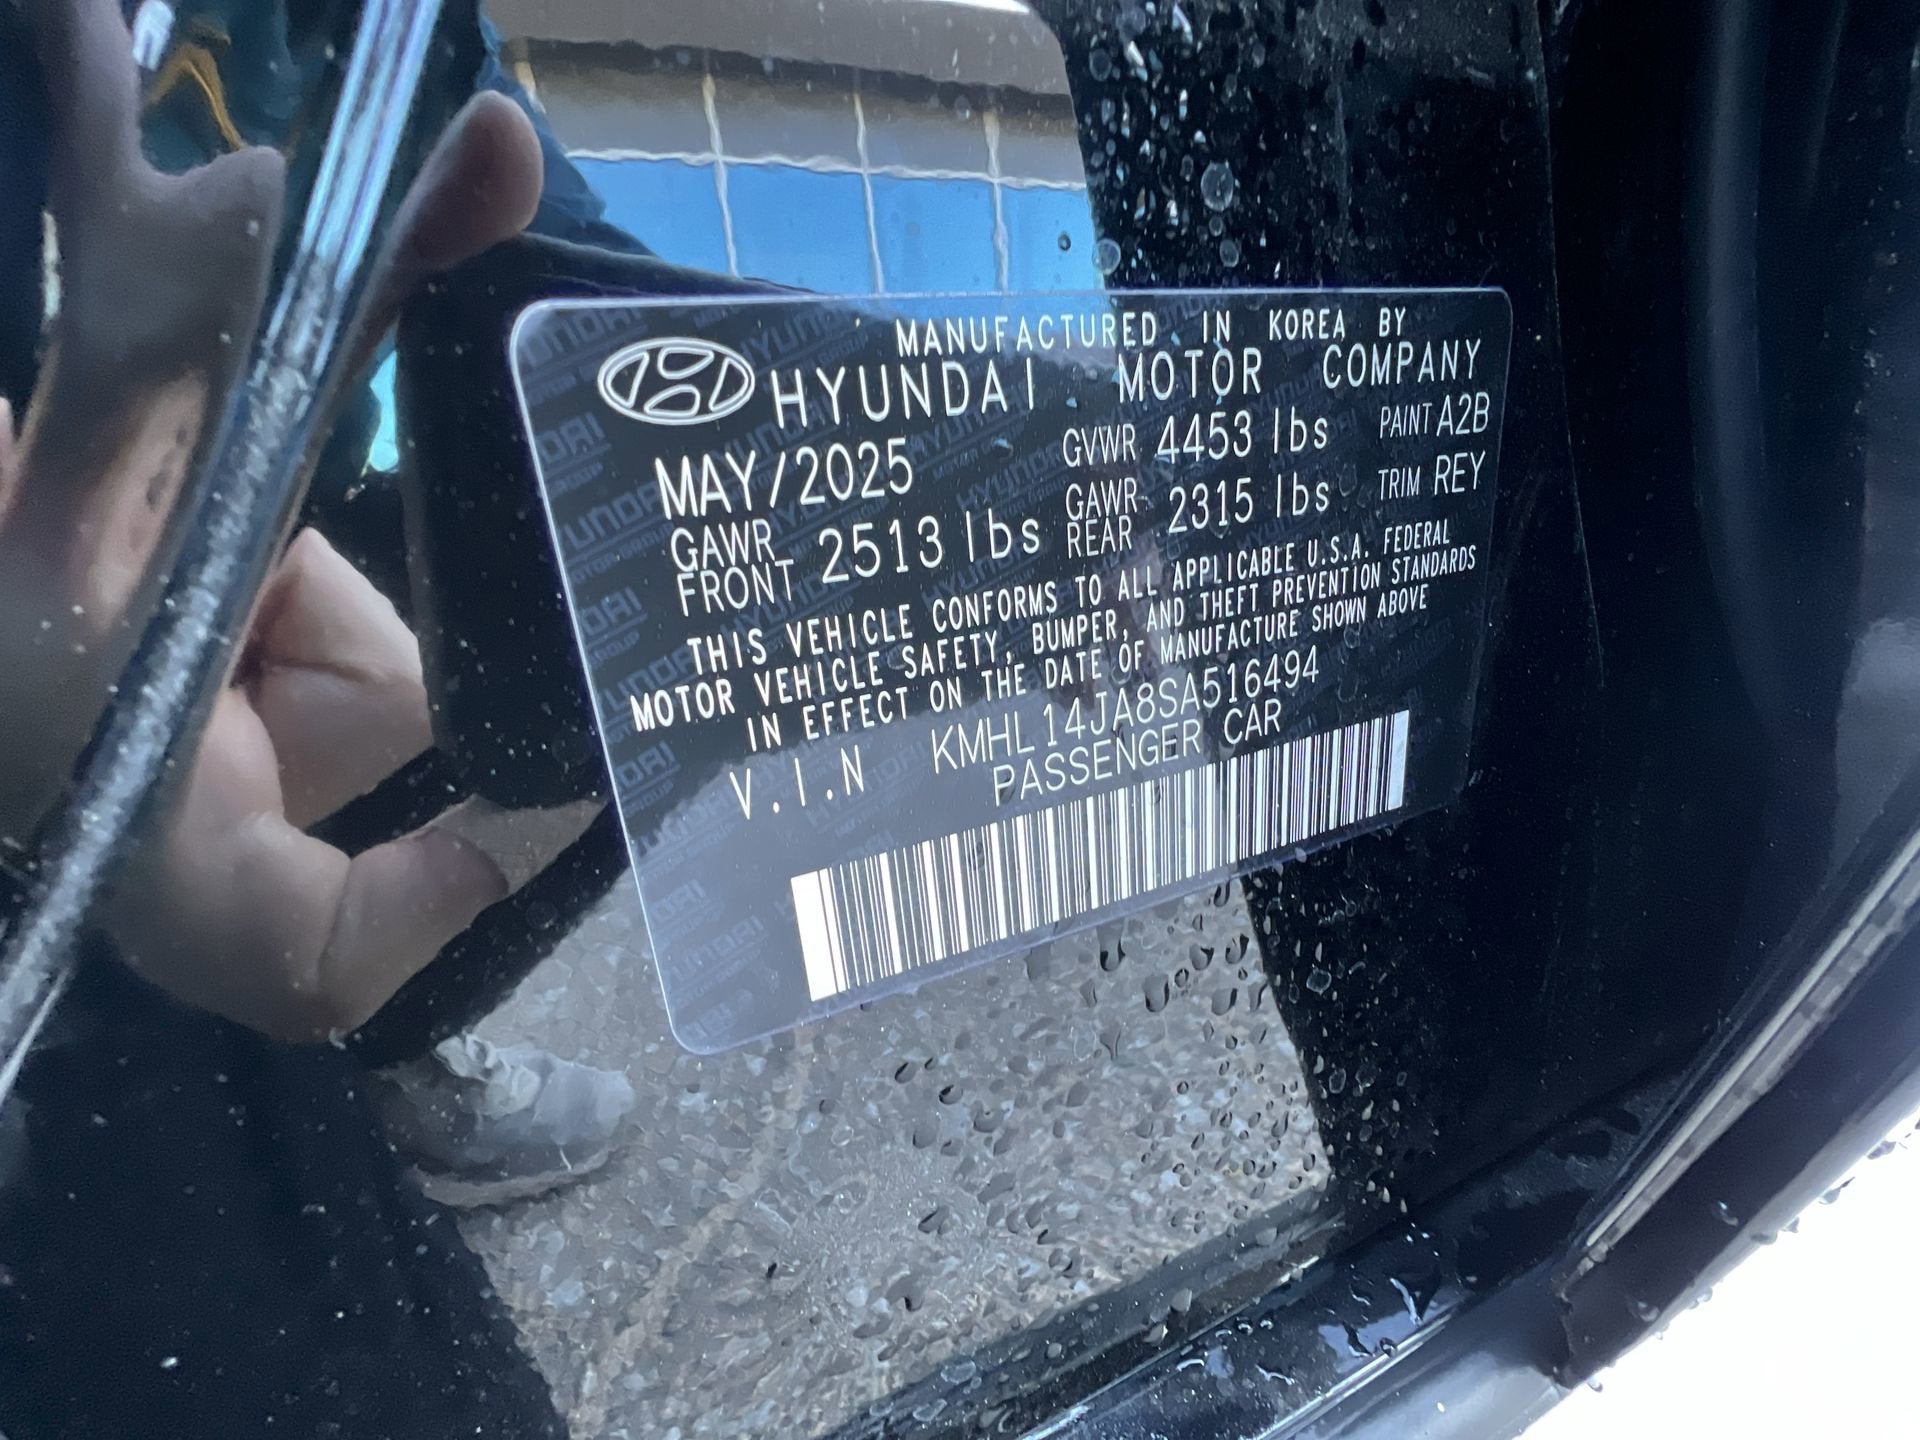 MANUFACTURED IN KOREA BY
HYUNDAI MOTOR COMPANY
MAY/2025 GVWR 4453 lbs PAINT A2B
GAWR FRONT 2513 lbs GAWR REAR 2315 lbs TRIM REY
THIS VEHICLE CONFORMS TO ALL APPLICABLE U.S.A. FEDERAL
MOTOR VEHICLE SAFETY, BUMPER, AND THEFT PREVENTION STANDARDS
IN EFFECT ON THE DATE OF MANUFACTURE SHOWN ABOVE
V.I.N KMHL14JA8SA516494
PASSENGER CAR